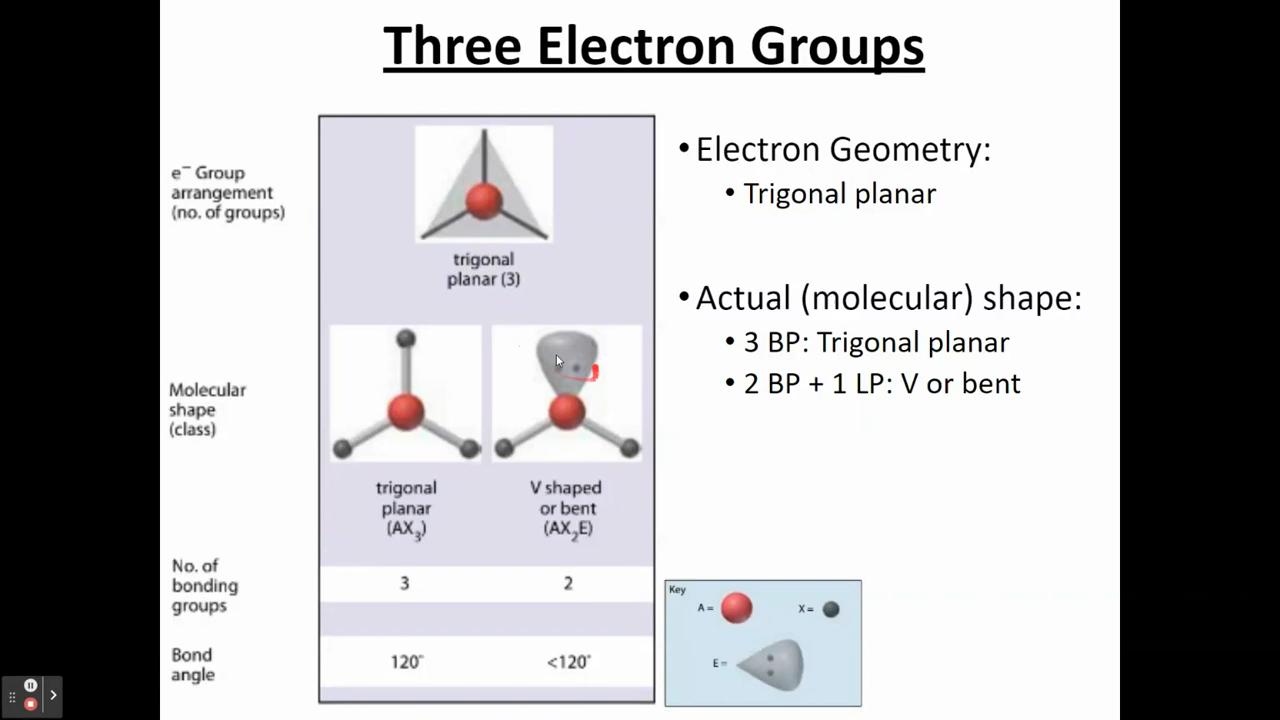 Three Electron Groups
e⁻ Group
arrangement
(no. of groups)
trigonal
planar (3)
Molecular
shape
(class)
trigonal
planar
(AX₃)
V shaped
or bent
(AX₂E)
No. of
bonding
groups
3
2
Bond
angle
120°
<120°
•Electron Geometry:
• Trigonal planar
•Actual (molecular) shape:
• 3 BP: Trigonal planar
• 2 BP + 1 LP: V or bent
Key
A =
X =
E =